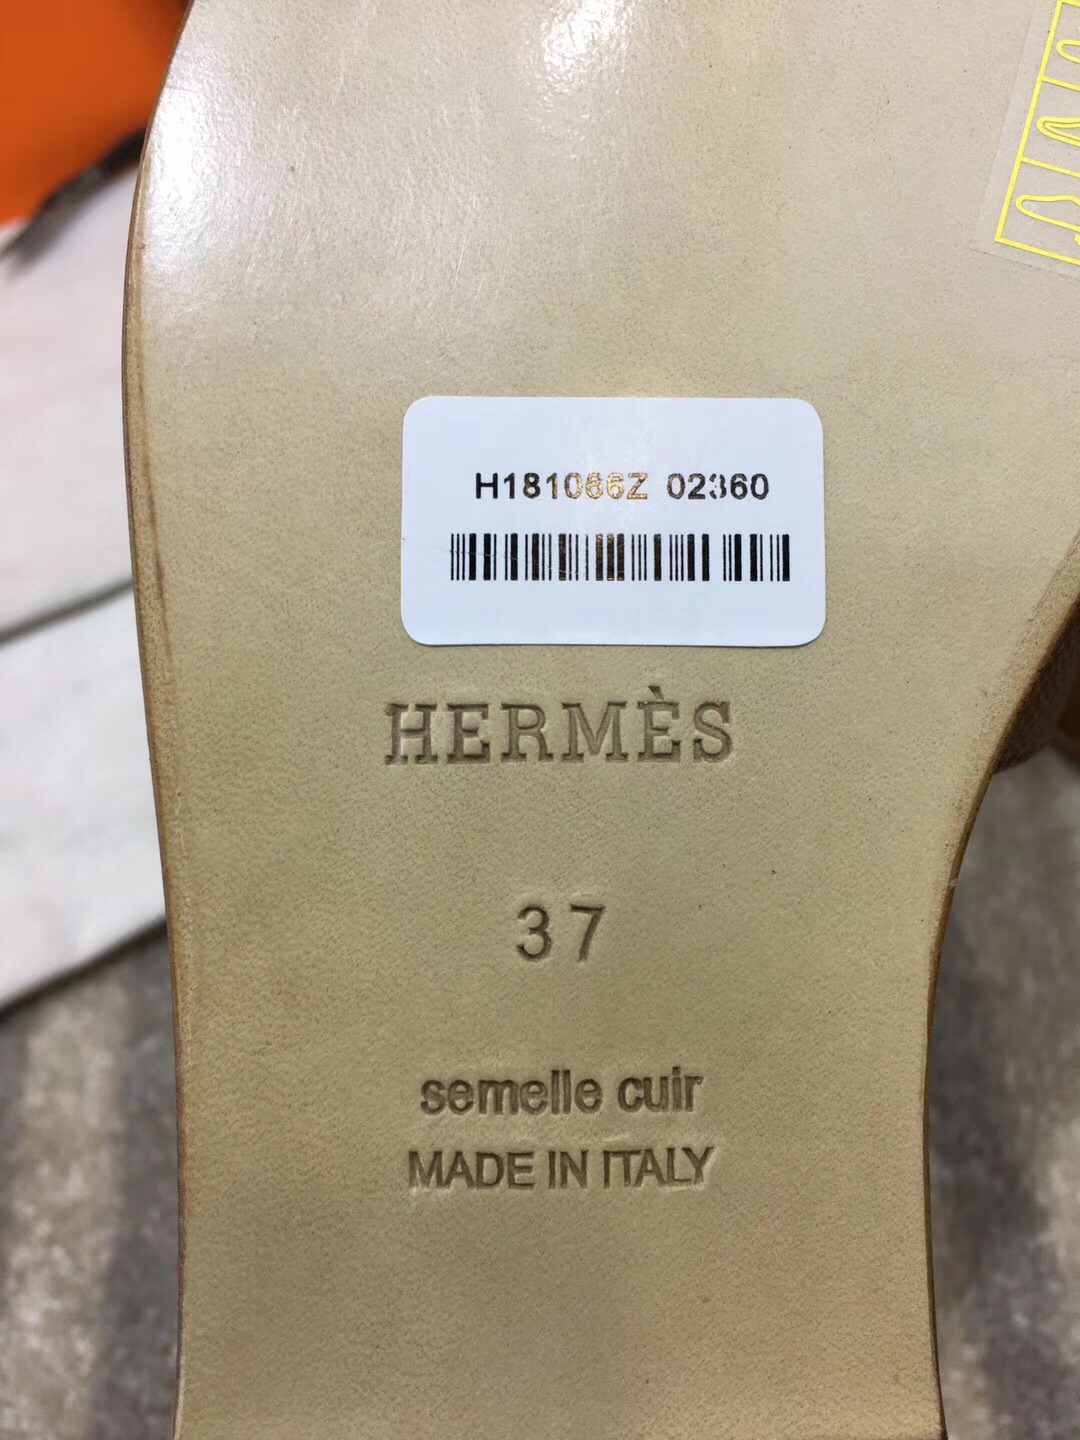 H181066Z 02360
HERMÈS
37
semelle cuir
MADE IN ITALY